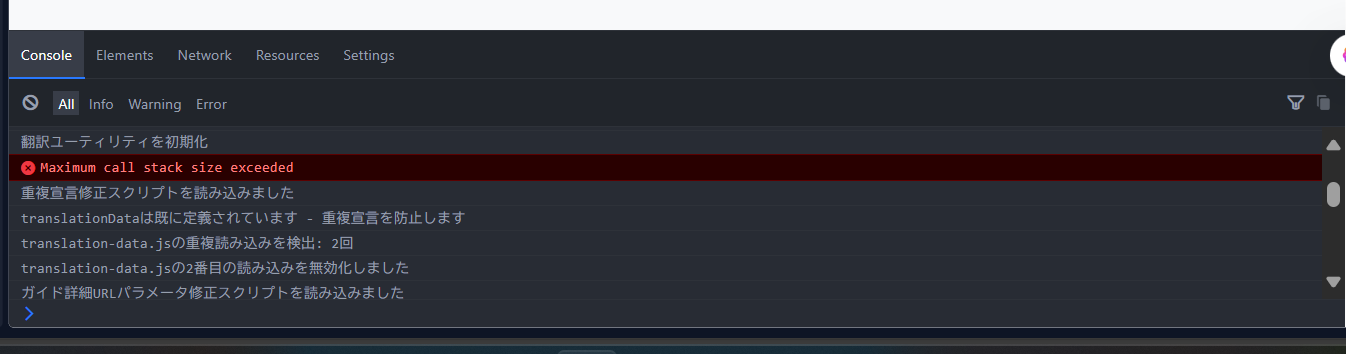 Console Elements Network Resources Settings
All Info Warning Error
翻訳ユーティリティを初期化
Maximum call stack size exceeded
重複宣言修正スクリプトを読み込みました
translationDataは既に定義されています - 重複宣言を防止します
translation-data.jsの重複読み込みを検出: 2回
translation-data.jsの2番目の読み込みを無効化しました
ガイド詳細URLパラメータ修正スクリプトを読み込みました